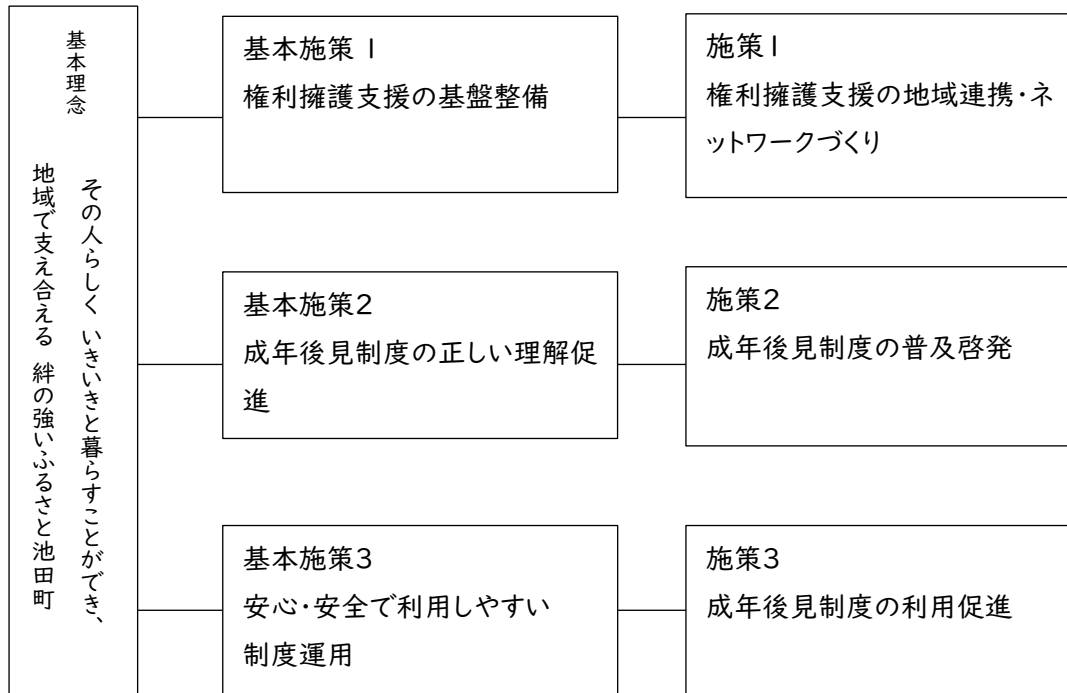 基本理念
その人らしく いきいきと暮らすことができ、
地域で支え合える 絆の強いふるさと池田町
基本施策1
権利擁護支援の基盤整備
施策1
権利擁護支援の地域連携・ネ
ットワークづくり
基本施策2
成年後見制度の正しい理解促
進
施策2
成年後見制度の普及啓発
基本施策3
安心・安全で利用しやすい
制度運用
施策3
成年後見制度の利用促進